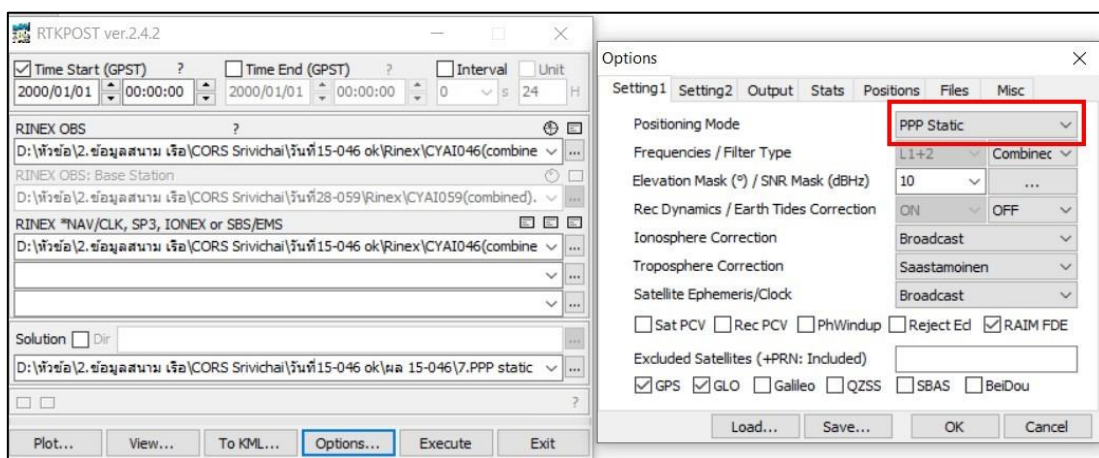 RTKPOST ver.2.4.2
Time Start (GPST) ? Time End (GPST) ? Interval Unit
2000/01/01 00:00:00 2000/01/01 00:00:00 0 s 24 H
RINEX OBS ?
D:\หัวข้อ\2.ข้อมูลสนาม เรือ\CORS Srivichai\วันที่15-046 ok\Rinex\CYAI046(combine ...
RINEX OBS: Base Station
D:\หัวข้อ\2.ข้อมูลสนาม เรือ\CORS Srivichai\วันที่28-059\Rinex\CYAI059(combined). ...
RINEX *NAV/CLK, SP3, IONEX or SBS/EMS
D:\หัวข้อ\2.ข้อมูลสนาม เรือ\CORS Srivichai\วันที่15-046 ok\Rinex\CYAI046(combine ...
...
...
Solution Dir ...
D:\หัวข้อ\2.ข้อมูลสนาม เรือ\CORS Srivichai\วันที่15-046 ok\ผล 15-046\7.PPP static ...
?
Plot... View... To KML... Options... Execute Exit
Options
Setting1 Setting2 Output Stats Positions Files Misc
Positioning Mode PPP Static
Frequencies / Filter Type L1+2 Combined
Elevation Mask (°) / SNR Mask (dBHz) 10 ...
Rec Dynamics / Earth Tides Correction ON OFF
Ionosphere Correction Broadcast
Troposphere Correction Saastamoinen
Satellite Ephemeris/Clock Broadcast
Sat PCV Rec PCV PhWindup Reject Ecl RAIM FDE
Excluded Satellites (+PRN: Included)
GPS GLO Galileo QZSS SBAS BeiDou
Load... Save... OK Cancel